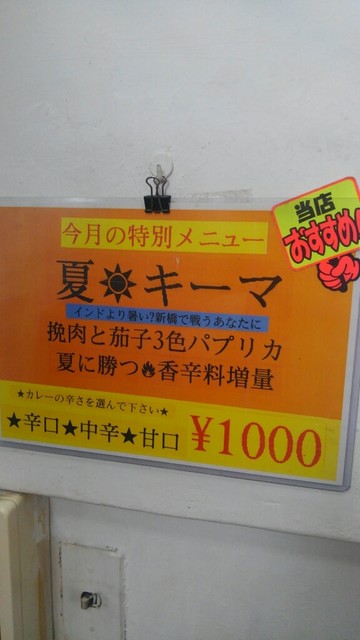 当店
おすすめ!
今月の特別メニュー
夏☀キーマ
インドより暑い?新橋で戦うあなたに
挽肉と茄子3色パプリカ
夏に勝つ🔥香辛料増量
★カレーの辛さを選んで下さい★
★辛口★中辛★甘口
¥1000